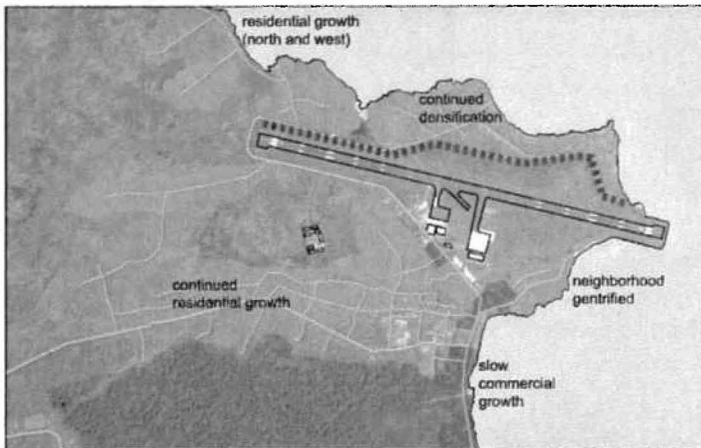 residential growth
(north and west)
continued
densification
continued
residential growth
neighborhood
gentrified
slow
commercial
growth